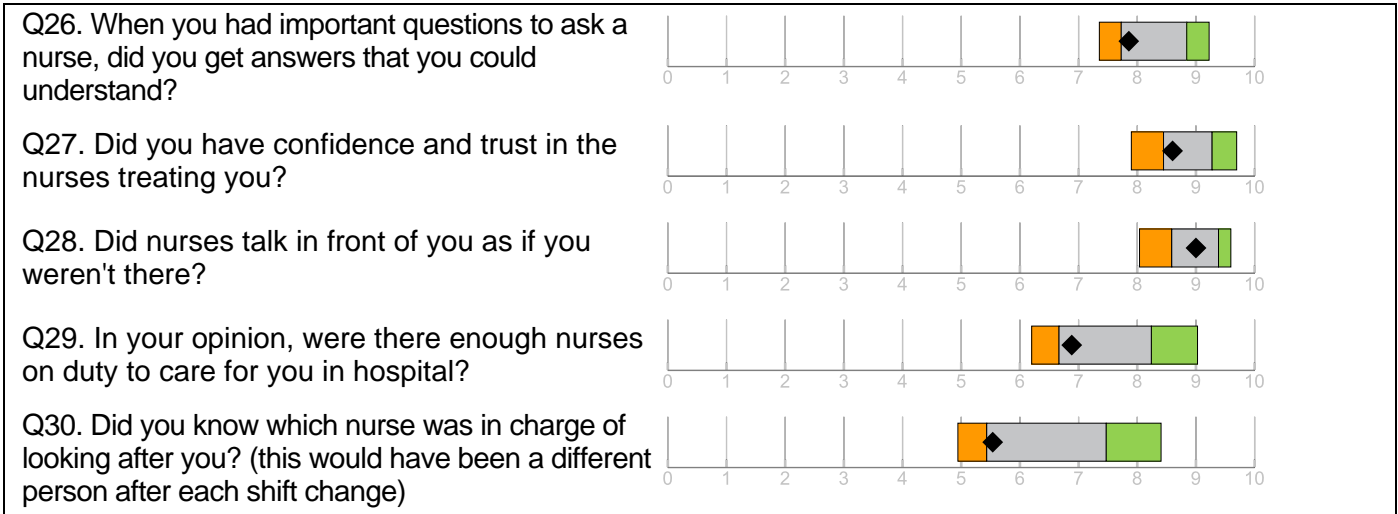 Q26. When you had important questions to ask a
nurse, did you get answers that you could
understand?
0 1 2 3 4 5 6 7 8 9 10
Q27. Did you have confidence and trust in the
nurses treating you?
0 1 2 3 4 5 6 7 8 9 10
Q28. Did nurses talk in front of you as if you
weren't there?
0 1 2 3 4 5 6 7 8 9 10
Q29. In your opinion, were there enough nurses
on duty to care for you in hospital?
0 1 2 3 4 5 6 7 8 9 10
Q30. Did you know which nurse was in charge of
looking after you? (this would have been a different
person after each shift change)
0 1 2 3 4 5 6 7 8 9 10